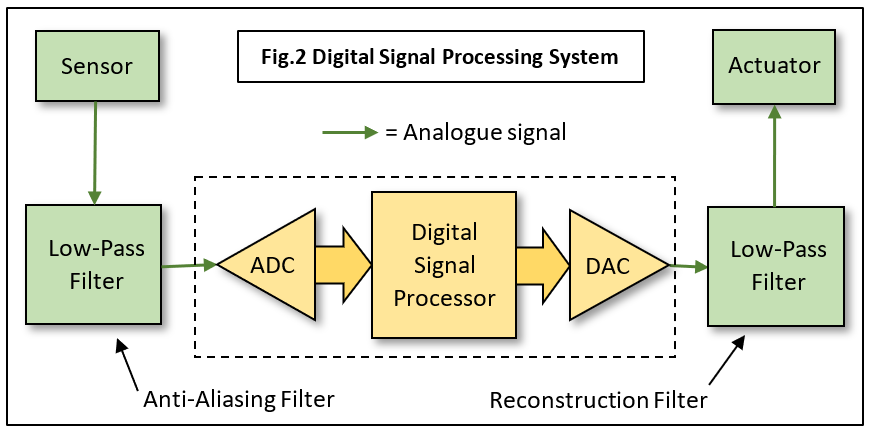 Fig.2 Digital Signal Processing System
Sensor
Actuator
= Analogue signal
Low-Pass
Filter
ADC
Digital
Signal
Processor
DAC
Low-Pass
Filter
Anti-Aliasing Filter
Reconstruction Filter